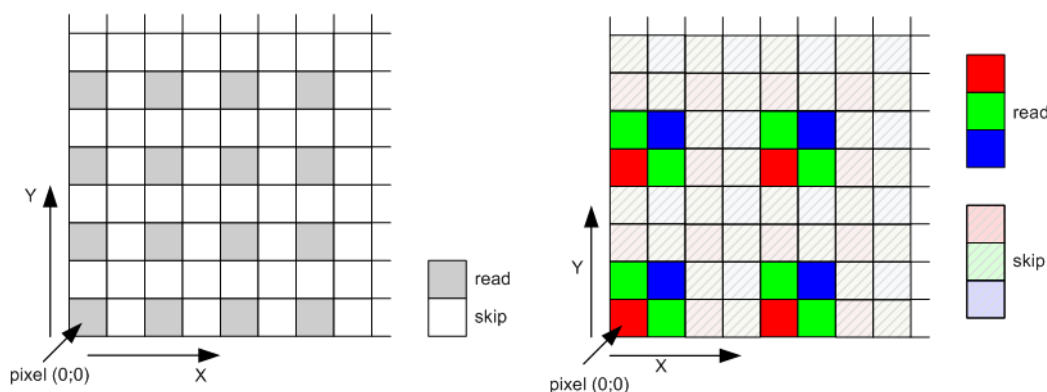 Y
read
skip
X
pixel (0;0)
read
skip
Y
X
pixel (0;0)